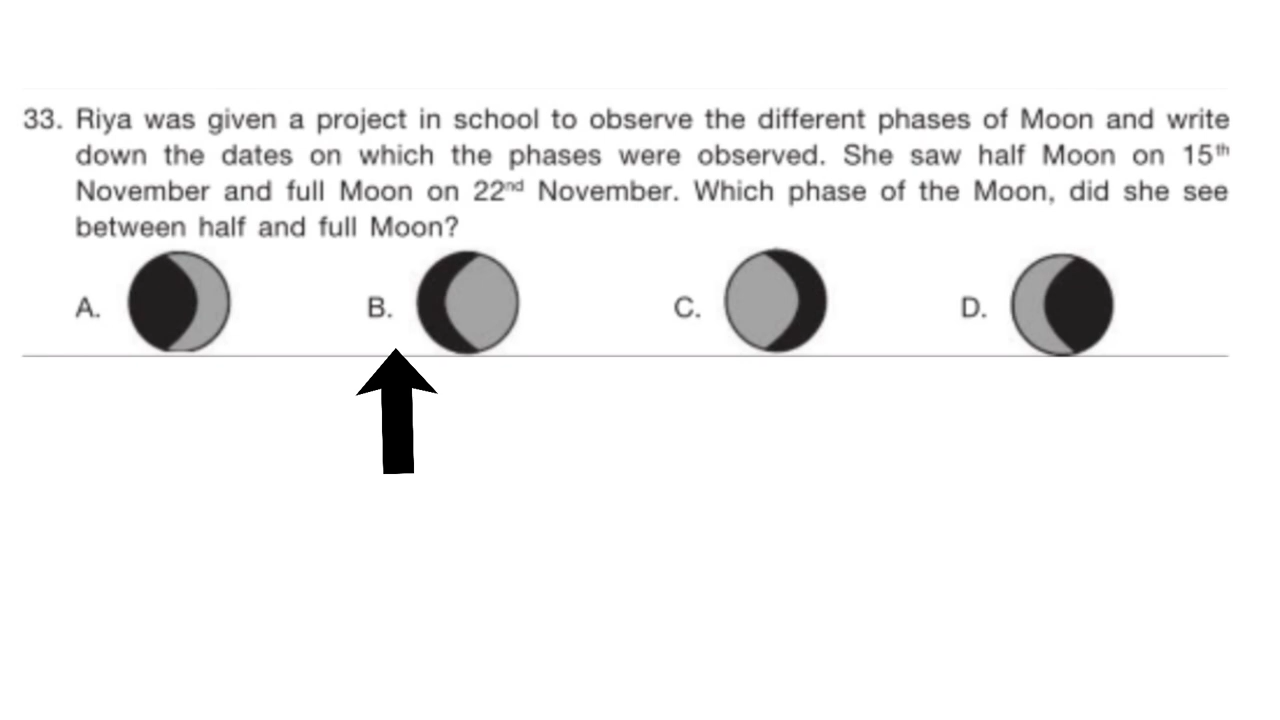 33. Riya was given a project in school to observe the different phases of Moon and write
down the dates on which the phases were observed. She saw half Moon on 15th
November and full Moon on 22nd November. Which phase of the Moon, did she see
between half and full Moon?
A. B. C. D.